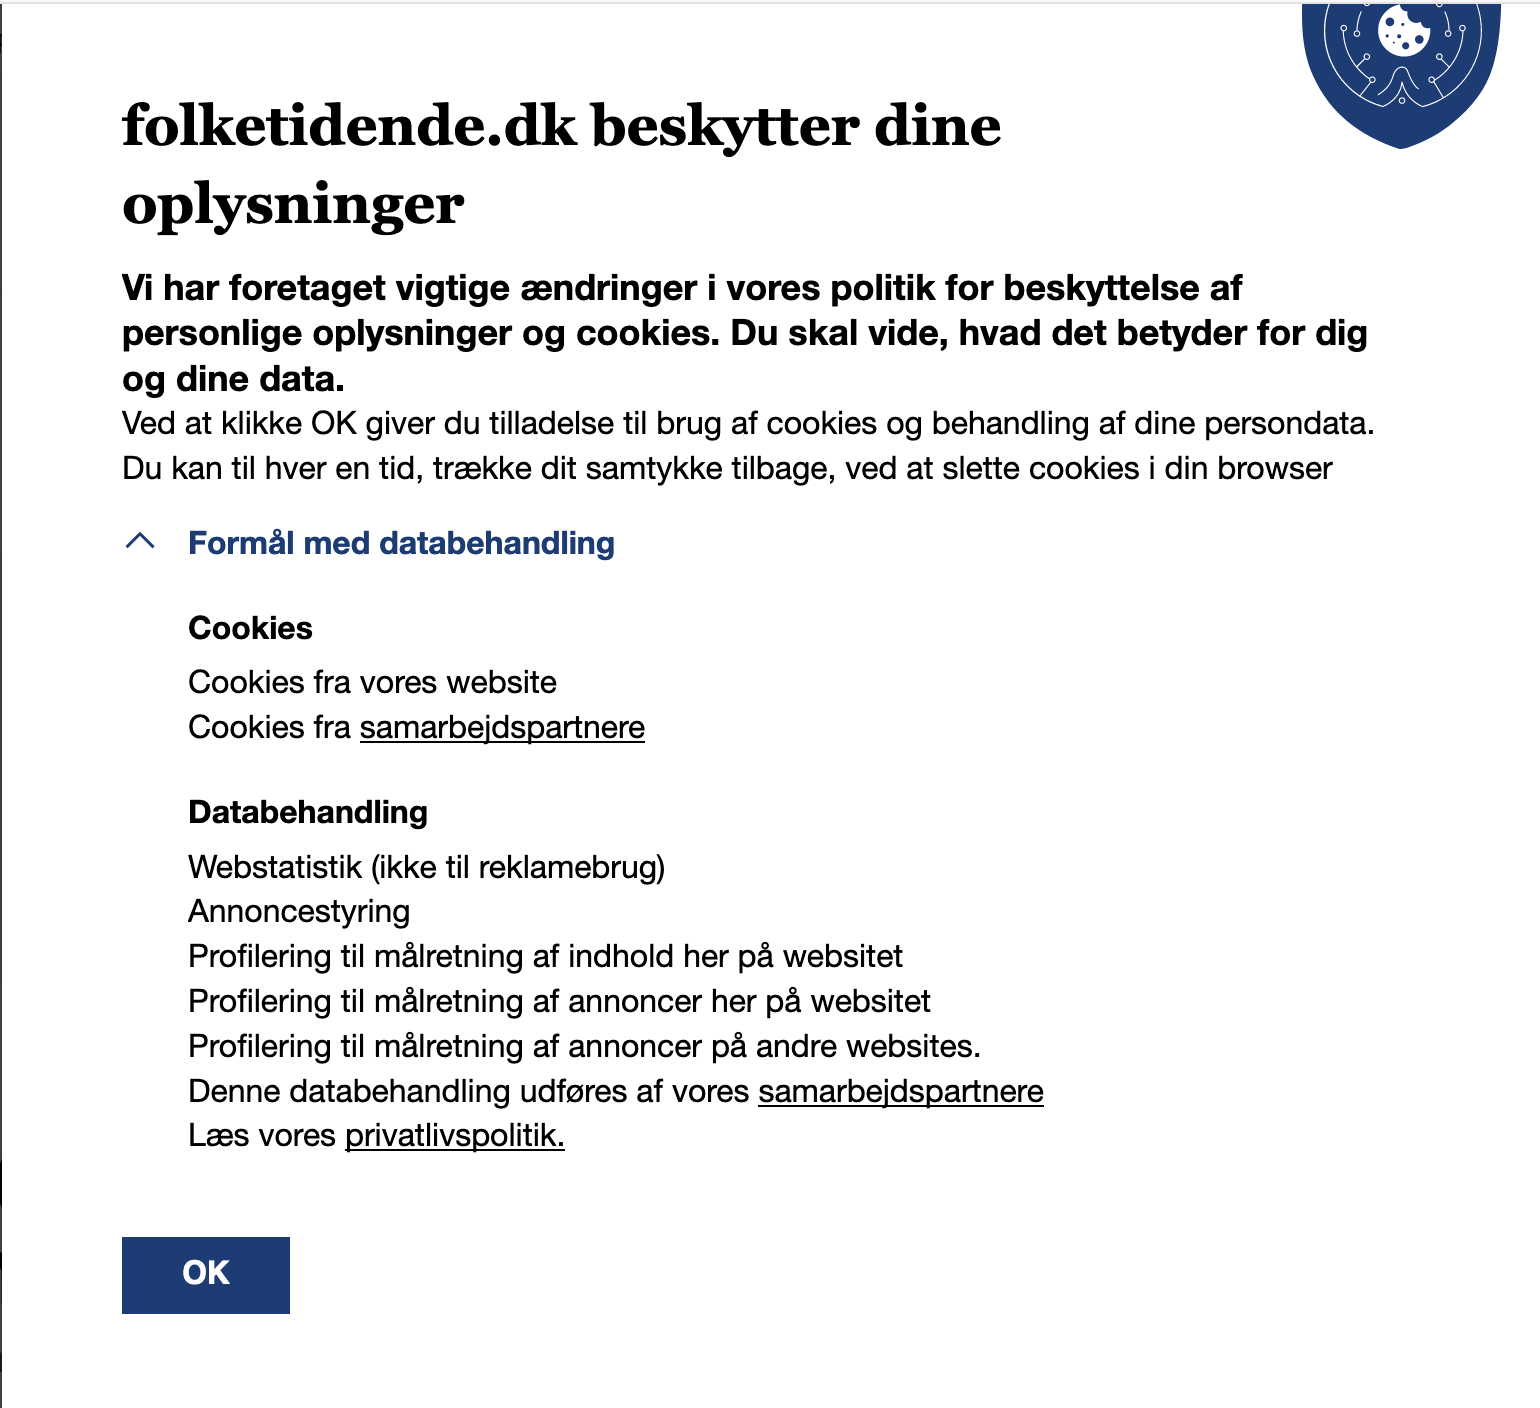 folketidende.dk beskytter dine
oplysninger
Vi har foretaget vigtige ændringer i vores politik for beskyttelse af
personlige oplysninger og cookies. Du skal vide, hvad det betyder for dig
og dine data.
Ved at klikke OK giver du tilladelse til brug af cookies og behandling af dine persondata.
Du kan til hver en tid, trække dit samtykke tilbage, ved at slette cookies i din browser
Formål med databehandling
Cookies
Cookies fra vores website
Cookies fra samarbejdspartnere
Databehandling
Webstatistik (ikke til reklamebrug)
Annoncestyring
Profilering til målretning af indhold her på websitet
Profilering til målretning af annoncer her på websitet
Profilering til målretning af annoncer på andre websites.
Denne databehandling udføres af vores samarbejdspartnere
Læs vores privatlivspolitik.
OK